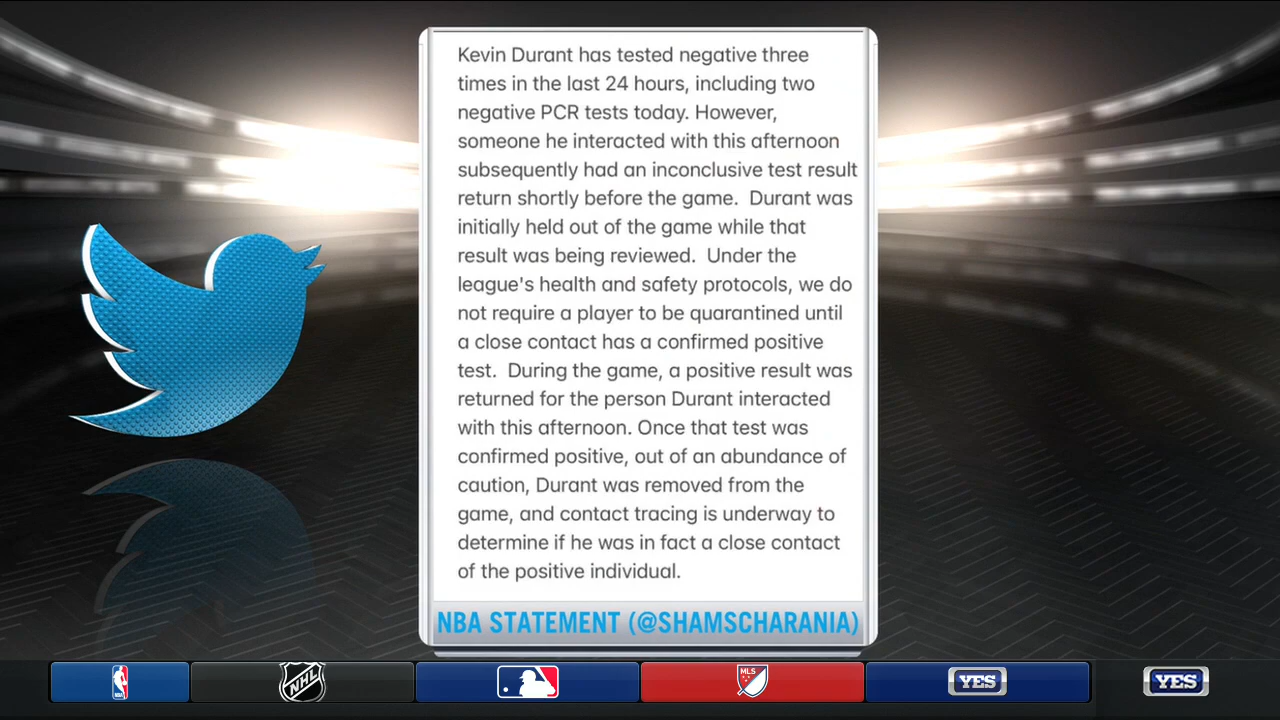 Kevin Durant has tested negative three
times in the last 24 hours, including two
negative PCR tests today. However,
someone he interacted with this afternoon
subsequently had an inconclusive test result
return shortly before the game.  Durant was
initially held out of the game while that
result was being reviewed.  Under the
league's health and safety protocols, we do
not require a player to be quarantined until
a close contact has a confirmed positive
test.  During the game, a positive result was
returned for the person Durant interacted
with this afternoon. Once that test was
confirmed positive, out of an abundance of
caution, Durant was removed from the
game, and contact tracing is underway to
determine if he was in fact a close contact
of the positive individual.
NBA STATEMENT (@SHAMSCHARANIA)
NBA
NHL
MLS
YES
YES